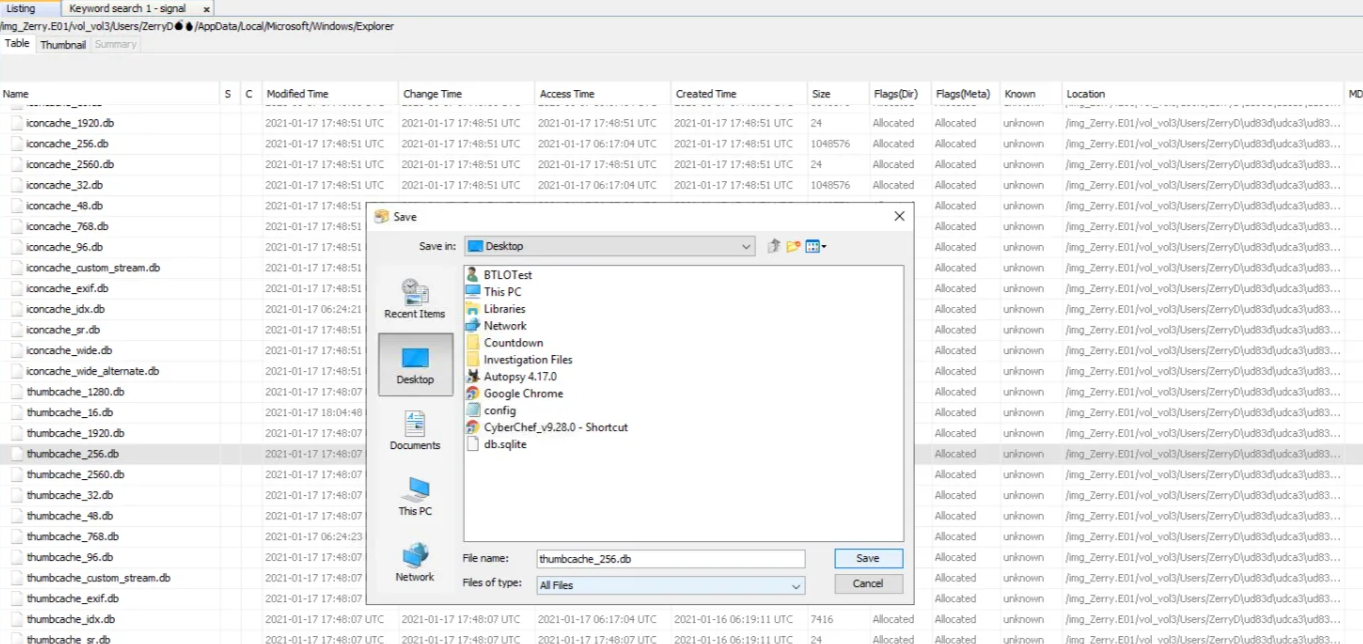 Listing Keyword search 1 - signal x
/img_Zerry.E01/vol_vol3/Users/ZerryD💣💧/AppData/Local/Microsoft/Windows/Explorer
Table Thumbnail Summary
Name S C Modified Time Change Time Access Time Created Time Size Flags(Dir) Flags(Meta) Known Location MD
iconcache_1920.db 2021-01-17 17:48:51 UTC 2021-01-17 17:48:51 UTC 2021-01-17 17:48:51 UTC 2021-01-17 17:48:51 UTC 24 Allocated Allocated unknown /img_Zerry.E01/vol_vol3/Users/ZerryD\ud83d\udca3\ud83...
iconcache_256.db 2021-01-17 17:48:51 UTC 2021-01-17 17:48:51 UTC 2021-01-17 06:17:04 UTC 2021-01-17 17:48:51 UTC 1048576 Allocated Allocated unknown /img_Zerry.E01/vol_vol3/Users/ZerryD\ud83d\udca3\ud83...
iconcache_2560.db 2021-01-17 17:48:51 UTC 2021-01-17 17:48:51 UTC 2021-01-17 17:48:51 UTC 2021-01-17 17:48:51 UTC 24 Allocated Allocated unknown /img_Zerry.E01/vol_vol3/Users/ZerryD\ud83d\udca3\ud83...
iconcache_32.db 2021-01-17 17:48:51 UTC 2021-01-17 17:48:51 UTC 2021-01-17 06:17:04 UTC 2021-01-17 17:48:51 UTC 1048576 Allocated Allocated unknown /img_Zerry.E01/vol_vol3/Users/ZerryD\ud83d\udca3\ud83...
iconcache_48.db 2021-01-17 17:48:51 Allocated unknown /img_Zerry.E01/vol_vol3/Users/ZerryD\ud83d\udca3\ud83...
iconcache_768.db 2021-01-17 17:48:51 Allocated unknown /img_Zerry.E01/vol_vol3/Users/ZerryD\ud83d\udca3\ud83...
iconcache_96.db 2021-01-17 17:48:51 Allocated unknown /img_Zerry.E01/vol_vol3/Users/ZerryD\ud83d\udca3\ud83...
iconcache_custom_stream.db 2021-01-17 17:48:51 Allocated unknown /img_Zerry.E01/vol_vol3/Users/ZerryD\ud83d\udca3\ud83...
iconcache_exif.db 2021-01-17 17:48:51 Allocated unknown /img_Zerry.E01/vol_vol3/Users/ZerryD\ud83d\udca3\ud83...
iconcache_idx.db 2021-01-17 06:24:21 Allocated unknown /img_Zerry.E01/vol_vol3/Users/ZerryD\ud83d\udca3\ud83...
iconcache_sr.db 2021-01-17 17:48:51 Allocated unknown /img_Zerry.E01/vol_vol3/Users/ZerryD\ud83d\udca3\ud83...
iconcache_wide.db 2021-01-17 17:48:51 Allocated unknown /img_Zerry.E01/vol_vol3/Users/ZerryD\ud83d\udca3\ud83...
iconcache_wide_alternate.db 2021-01-17 17:48:51 Allocated unknown /img_Zerry.E01/vol_vol3/Users/ZerryD\ud83d\udca3\ud83...
thumbcache_1280.db 2021-01-17 17:48:07 Allocated unknown /img_Zerry.E01/vol_vol3/Users/ZerryD\ud83d\udca3\ud83...
thumbcache_16.db 2021-01-17 18:04:48 Allocated unknown /img_Zerry.E01/vol_vol3/Users/ZerryD\ud83d\udca3\ud83...
thumbcache_1920.db 2021-01-17 17:48:07 Allocated unknown /img_Zerry.E01/vol_vol3/Users/ZerryD\ud83d\udca3\ud83...
thumbcache_256.db 2021-01-17 17:48:07 Allocated unknown /img_Zerry.E01/vol_vol3/Users/ZerryD\ud83d\udca3\ud83...
thumbcache_2560.db 2021-01-17 17:48:07 Allocated unknown /img_Zerry.E01/vol_vol3/Users/ZerryD\ud83d\udca3\ud83...
thumbcache_32.db 2021-01-17 17:48:07 Allocated unknown /img_Zerry.E01/vol_vol3/Users/ZerryD\ud83d\udca3\ud83...
thumbcache_48.db 2021-01-17 17:48:07 Allocated unknown /img_Zerry.E01/vol_vol3/Users/ZerryD\ud83d\udca3\ud83...
thumbcache_768.db 2021-01-17 06:24:23 Allocated unknown /img_Zerry.E01/vol_vol3/Users/ZerryD\ud83d\udca3\ud83...
thumbcache_96.db 2021-01-17 17:48:07 Allocated unknown /img_Zerry.E01/vol_vol3/Users/ZerryD\ud83d\udca3\ud83...
thumbcache_custom_stream.db 2021-01-17 17:48:07 Allocated unknown /img_Zerry.E01/vol_vol3/Users/ZerryD\ud83d\udca3\ud83...
thumbcache_exif.db 2021-01-17 17:48:07 Allocated unknown /img_Zerry.E01/vol_vol3/Users/ZerryD\ud83d\udca3\ud83...
thumbcache_idx.db 2021-01-17 17:48:07 UTC 2021-01-17 17:48:07 UTC 2021-01-17 06:17:04 UTC 2021-01-16 06:19:11 UTC 7416 Allocated Allocated unknown /img_Zerry.E01/vol_vol3/Users/ZerryD\ud83d\udca3\ud83...
thumbcache_sr.db 2021-01-17 17:48:07 UTC 2021-01-17 17:48:07 UTC 2021-01-17 17:48:07 UTC 2021-01-16 06:19:11 UTC 24 Allocated Allocated unknown /img_Zerry.E01/vol_vol3/Users/ZerryD\ud83d\udca3\ud83...
Save
Save in: Desktop
Recent Items
Desktop
Documents
This PC
Network
BTLOTest
This PC
Libraries
Network
Countdown
Investigation Files
Autopsy 4.17.0
Google Chrome
config
CyberChef_v9.28.0 - Shortcut
db.sqlite
File name: thumbcache_256.db Save
Files of type: All Files Cancel